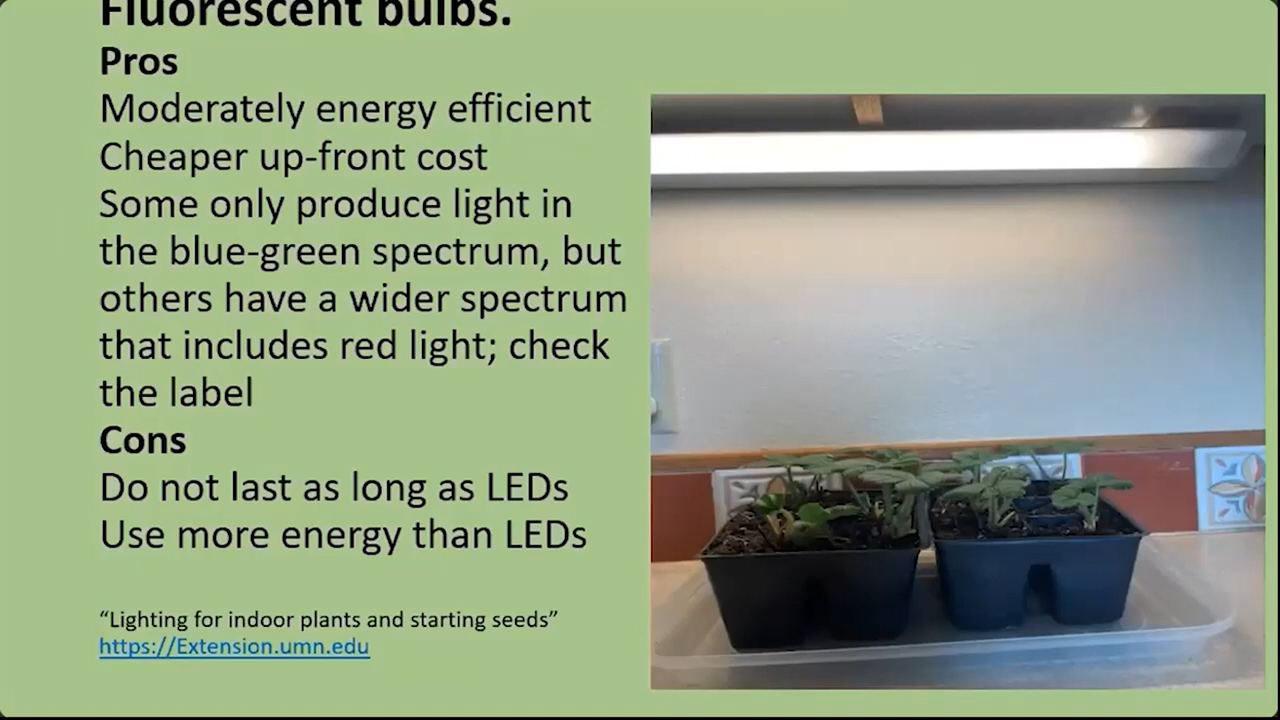 Fluorescent bulbs.
Pros
Moderately energy efficient
Cheaper up-front cost
Some only produce light in
the blue-green spectrum, but
others have a wider spectrum
that includes red light; check
the label
Cons
Do not last as long as LEDs
Use more energy than LEDs
“Lighting for indoor plants and starting seeds”
https://Extension.umn.edu